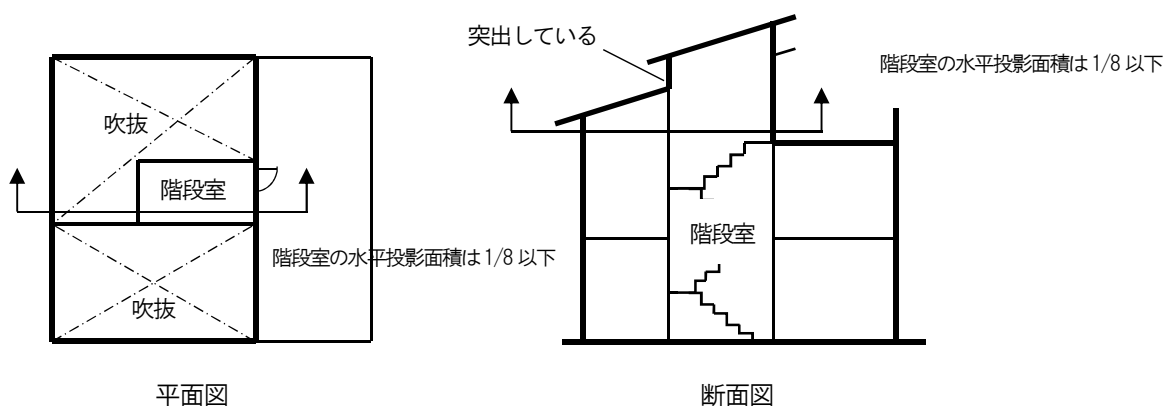 吹抜
階段室
階段室の水平投影面積は1/8以下
吹抜
平面図
突出している
階段室の水平投影面積は1/8以下
階段室
断面図